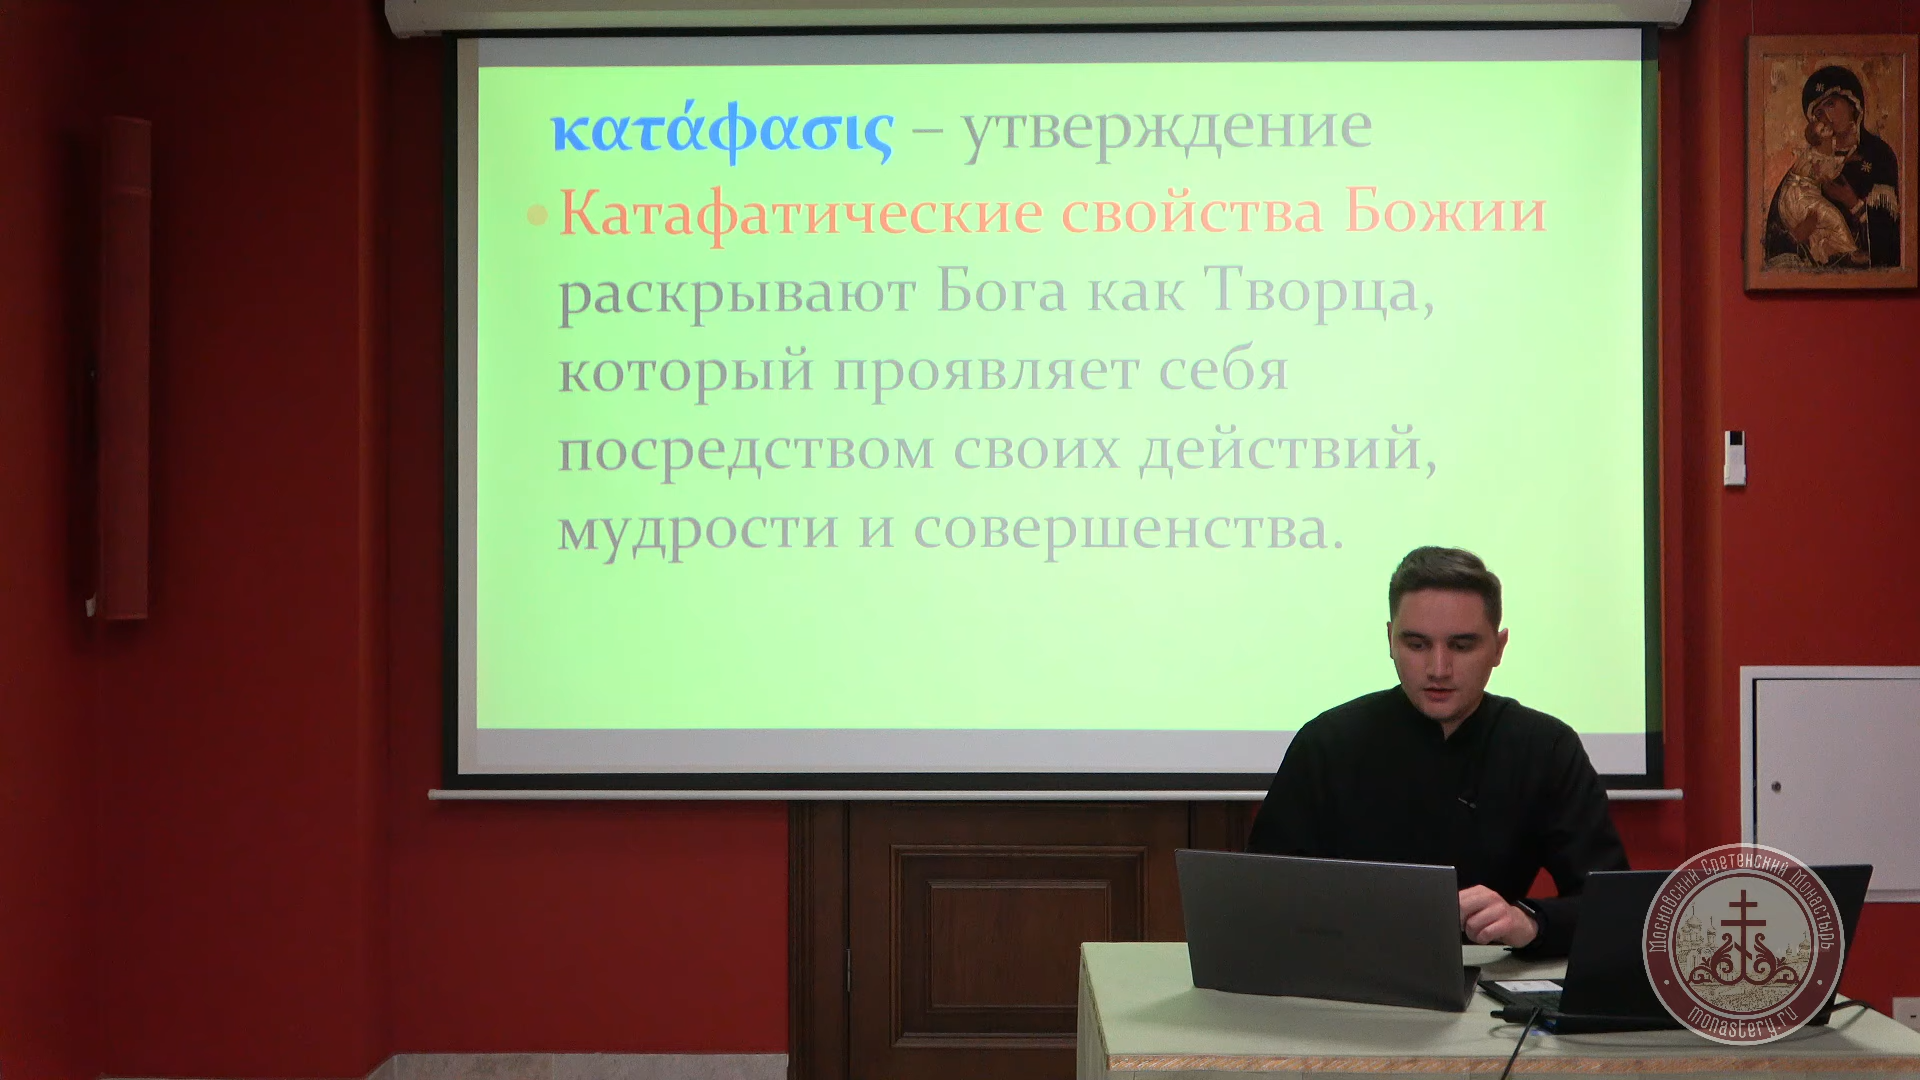 κατάφασις – утверждение
Катафатические свойства Божии
раскрывают Бога как Творца,
который проявляет себя
посредством своих действий,
мудрости и совершенства.
Московский Сретенский Монастырь
monastery.ru